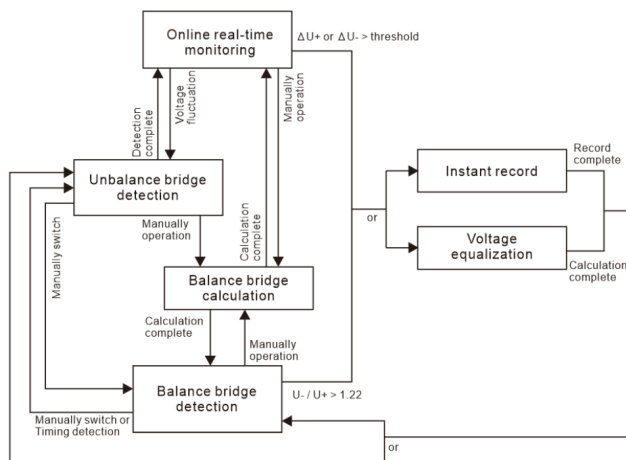 Online real-time
monitoring
ΔU+ or ΔU- > threshold
Detection
complete
Voltage
fluctuation
Manually
operation
Unbalance bridge
detection
Instant record
Record
complete
Manually switch
Manually
operation
Calculation
complete
or
Voltage
equalization
Calculation
complete
Balance bridge
calculation
Calculation
complete
Manually
operation
Balance bridge
detection
U- / U+ > 1.22
Manually switch or
Timing detection
or